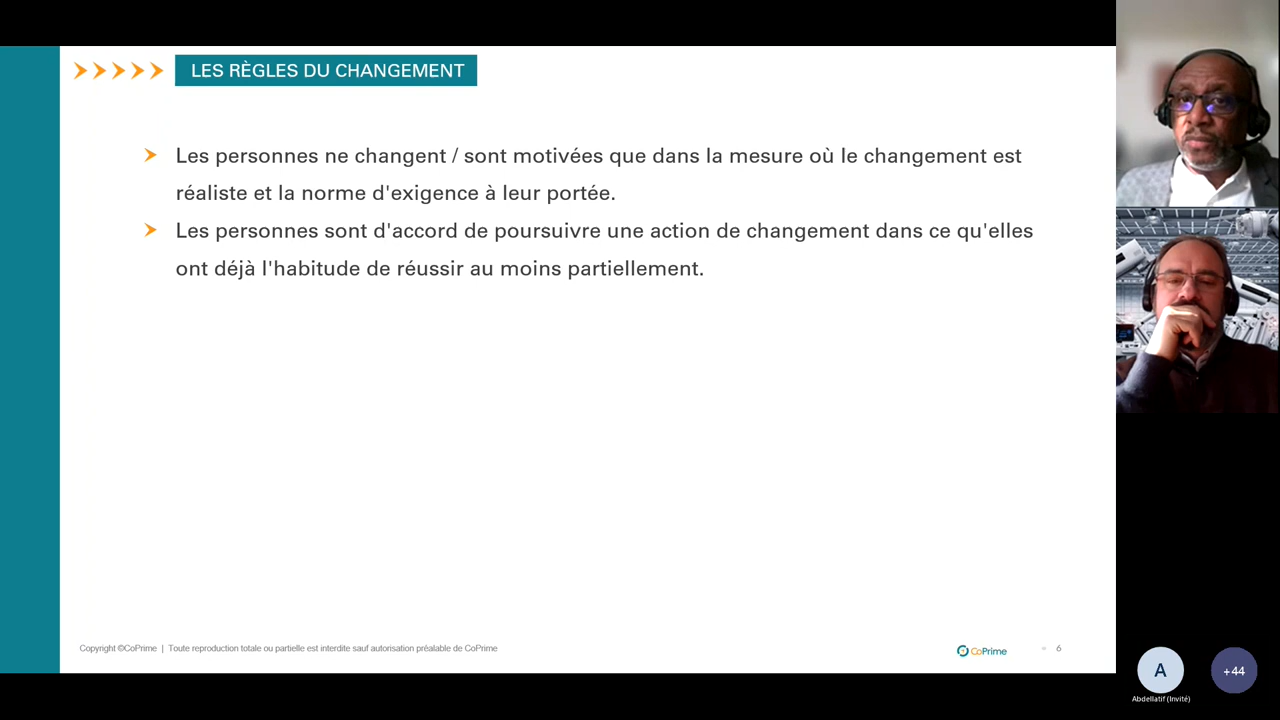 LES RÈGLES DU CHANGEMENT
Les personnes ne changent / sont motivées que dans la mesure où le changement est
réaliste et la norme d'exigence à leur portée.
Les personnes sont d'accord de poursuivre une action de changement dans ce qu'elles
ont déjà l'habitude de réussir au moins partiellement.
Copyright ©CoPrime | Toute reproduction totale ou partielle est interdite sauf autorisation préalable de CoPrime
CoPrime
6
A
+44
Abdellatif (Invité)